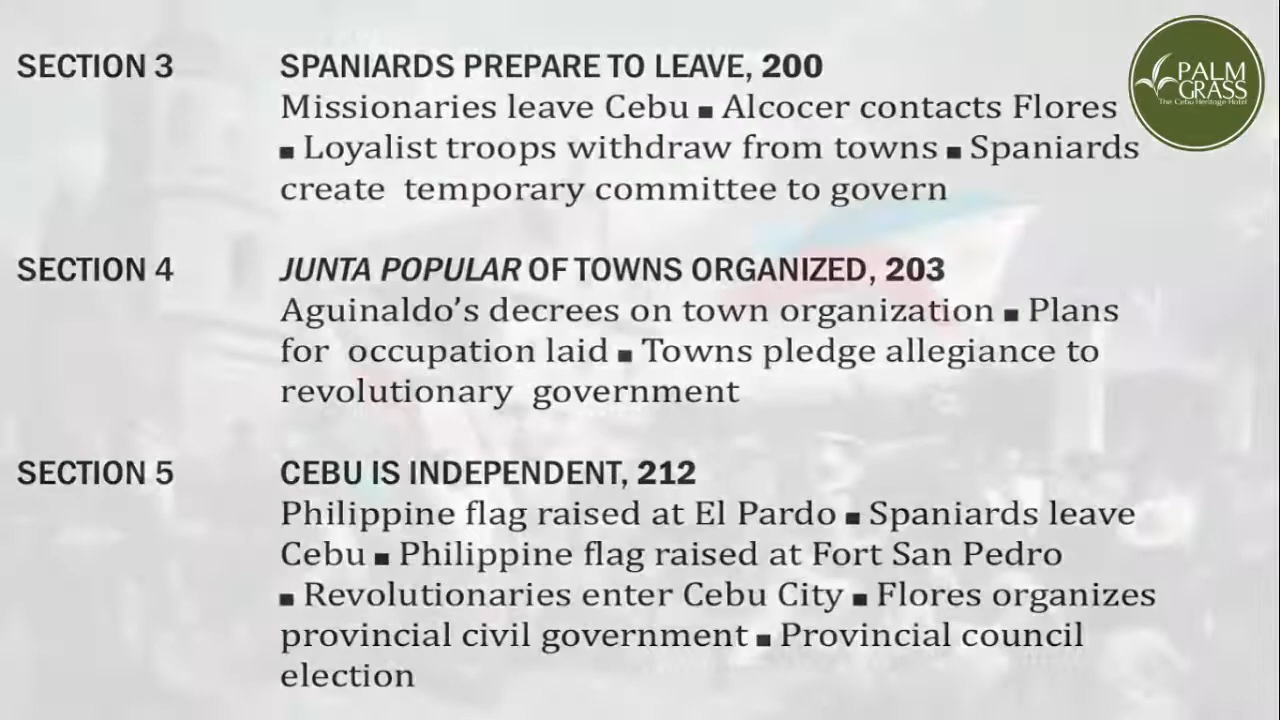 SECTION 3 SPANIARDS PREPARE TO LEAVE, 200
Missionaries leave Cebu ■ Alcocer contacts Flores
■ Loyalist troops withdraw from towns ■ Spaniards
create temporary committee to govern
SECTION 4 JUNTA POPULAR OF TOWNS ORGANIZED, 203
Aguinaldo's decrees on town organization ■ Plans
for occupation laid ■ Towns pledge allegiance to
revolutionary government
SECTION 5 CEBU IS INDEPENDENT, 212
Philippine flag raised at El Pardo ■ Spaniards leave
Cebu ■ Philippine flag raised at Fort San Pedro
■ Revolutionaries enter Cebu City ■ Flores organizes
provincial civil government ■ Provincial council
election
PALM
GRASS
The Cebu Heritage Hotel